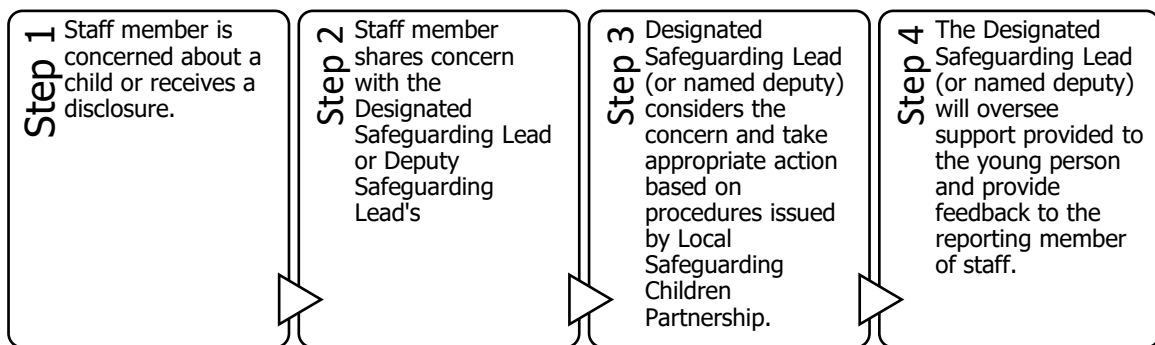 Step 1
Staff member is
concerned about a
child or receives a
disclosure.
Step 2
Staff member
shares concern
with the
Designated
Safeguarding Lead
or Deputy
Safeguarding
Lead's
Step 3
Designated
Safeguarding Lead
(or named deputy)
considers the
concern and take
appropriate action
based on
procedures issued
by Local
Safeguarding
Children
Partnership.
Step 4
The Designated
Safeguarding Lead
(or named deputy)
will oversee
support provided to
the young person
and provide
feedback to the
reporting member
of staff.